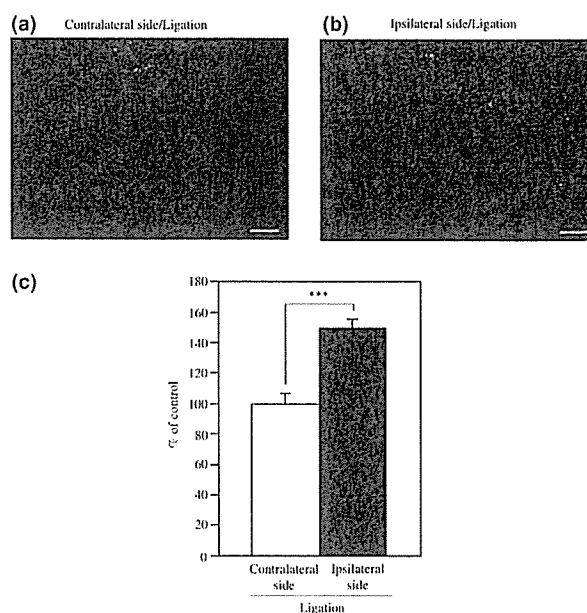 (a) Contralateral side/Ligation
(b) Ipsilateral side/Ligation
(c)
180
160
140
120
100
80
60
40
20
0
% of control
***
Contralateral side
Ipsilateral side
Ligation